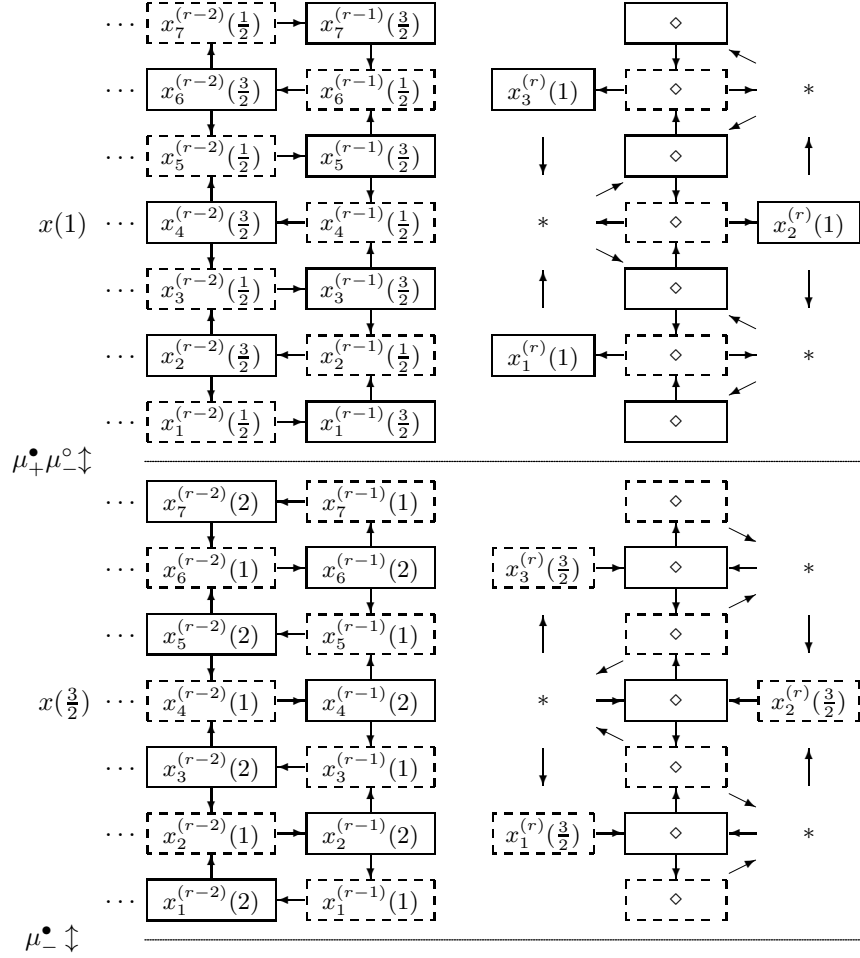 ⋯ x_7^{(r−2)}(1/2) x_7^{(r−1)}(3/2) ⋄
⋯ x_6^{(r−2)}(3/2) x_6^{(r−1)}(1/2) x_3^{(r)}(1) ⋄ *
⋯ x_5^{(r−2)}(1/2) x_5^{(r−1)}(3/2) ⋄
x(1) ⋯ x_4^{(r−2)}(3/2) x_4^{(r−1)}(1/2) * ⋄ x_2^{(r)}(1)
⋯ x_3^{(r−2)}(1/2) x_3^{(r−1)}(3/2) ⋄
⋯ x_2^{(r−2)}(3/2) x_2^{(r−1)}(1/2) x_1^{(r)}(1) ⋄ *
⋯ x_1^{(r−2)}(1/2) x_1^{(r−1)}(3/2) ⋄
μ_+^• μ_−^∘ ↕
⋯ x_7^{(r−2)}(2) x_7^{(r−1)}(1) ⋄
⋯ x_6^{(r−2)}(1) x_6^{(r−1)}(2) x_3^{(r)}(3/2) ⋄ *
⋯ x_5^{(r−2)}(2) x_5^{(r−1)}(1) ⋄
x(3/2) ⋯ x_4^{(r−2)}(1) x_4^{(r−1)}(2) * ⋄ x_2^{(r)}(3/2)
⋯ x_3^{(r−2)}(2) x_3^{(r−1)}(1) ⋄
⋯ x_2^{(r−2)}(1) x_2^{(r−1)}(2) x_1^{(r)}(3/2) ⋄ *
⋯ x_1^{(r−2)}(2) x_1^{(r−1)}(1) ⋄
μ_−^• ↕